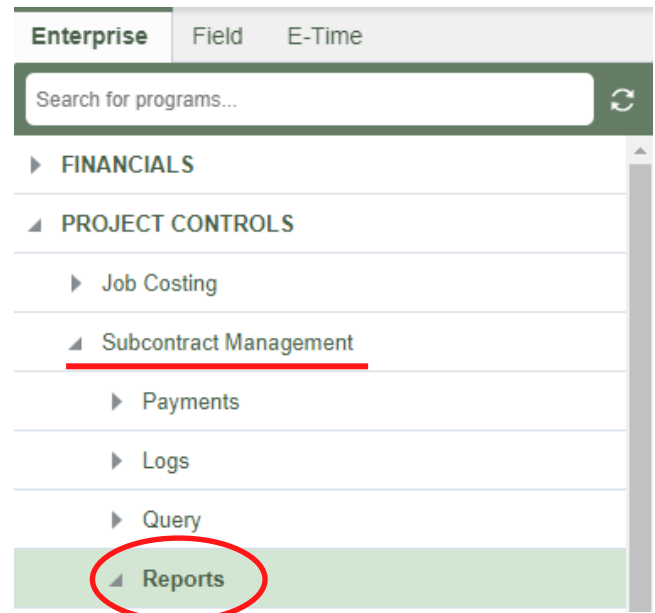 Enterprise Field E-Time
Search for programs...
FINANCIALS
PROJECT CONTROLS
Job Costing
Subcontract Management
Payments
Logs
Query
Reports